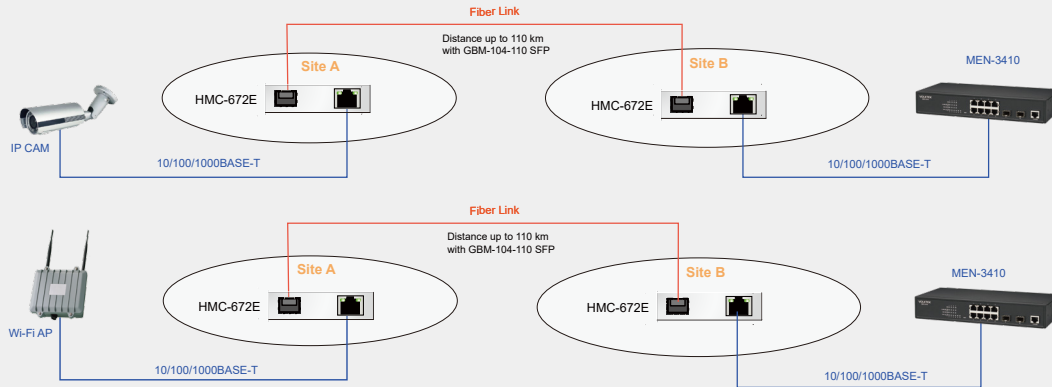 Fiber Link
Distance up to 110 km
with GBM-104-110 SFP
Site A
Site B
MEN-3410
HMC-672E
HMC-672E
IP CAM
10/100/1000BASE-T
10/100/1000BASE-T
Fiber Link
Distance up to 110 km
with GBM-104-110 SFP
Site A
Site B
MEN-3410
HMC-672E
HMC-672E
Wi-Fi AP
10/100/1000BASE-T
10/100/1000BASE-T